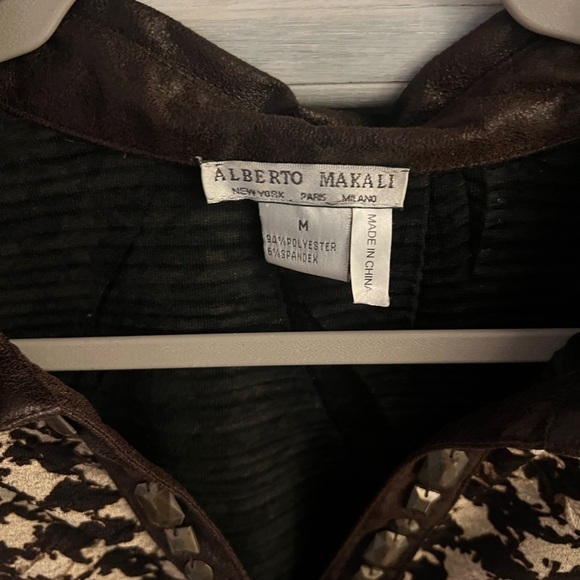 ALBERTO MAKALI
NEW YORK PARIS MILANO
M
94% POLYESTER
6% SPANDEX
MADE IN CHINA